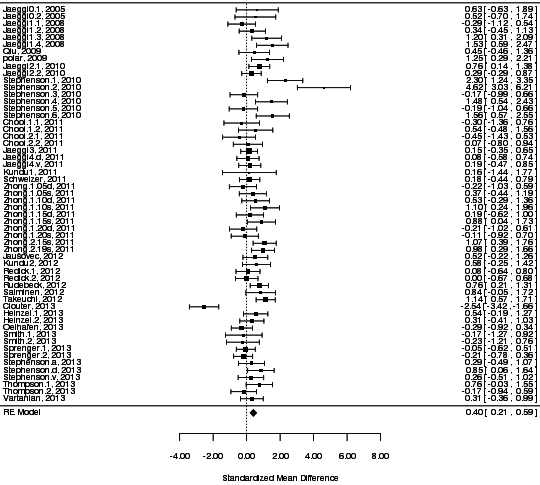 Jaeggi0.1, 2005 0.63[ -0.63, 1.89]
Jaeggi0.2, 2005 0.52[ -0.70, 1.74]
Jaeggi1.1, 2008 -0.29[ -1.12, 0.54]
Jaeggi1.2, 2008 0.34[ -0.45, 1.13]
Jaeggi1.3, 2008 1.20[ 0.31, 2.09]
Jaeggi1.4, 2008 1.53[ 0.59, 2.47]
Qiu, 2009 0.45[ -0.46, 1.36]
polar, 2009 1.25[ 0.29, 2.21]
Jaeggi2.1, 2010 0.76[ 0.14, 1.38]
Jaeggi2.2, 2010 0.29[ -0.29, 0.87]
Stephenson.1, 2010 2.30[ 1.24, 3.35]
Stephenson.2, 2010 4.62[ 3.03, 6.21]
Stephenson.3, 2010 -0.17[ -0.99, 0.66]
Stephenson.4, 2010 1.48[ 0.54, 2.43]
Stephenson.5, 2010 -0.19[ -1.04, 0.66]
Stephenson.6, 2010 1.56[ 0.57, 2.55]
Chooi.1.1, 2011 -0.30[ -1.36, 0.76]
Chooi.1.2, 2011 0.54[ -0.48, 1.56]
Chooi.2.1, 2011 -0.45[ -1.43, 0.53]
Chooi.2.2, 2011 0.07[ -0.80, 0.94]
Jaeggi3, 2011 0.15[ -0.35, 0.65]
Jaeggi4.d, 2011 0.08[ -0.58, 0.74]
Jaeggi4.v, 2011 0.19[ -0.47, 0.85]
Kundu1, 2011 0.16[ -1.44, 1.77]
Schweizer, 2011 0.18[ -0.44, 0.79]
Zhong.1.05d, 2011 -0.22[ -1.03, 0.59]
Zhong.1.05s, 2011 0.37[ -0.44, 1.19]
Zhong.1.10d, 2011 0.53[ -0.29, 1.36]
Zhong.1.10s, 2011 1.10[ 0.24, 1.96]
Zhong.1.15d, 2011 0.19[ -0.62, 1.00]
Zhong.1.15s, 2011 0.88[ 0.04, 1.73]
Zhong.1.20d, 2011 -0.21[ -1.02, 0.61]
Zhong.1.20s, 2011 -0.11[ -0.92, 0.70]
Zhong.2.15s, 2011 1.07[ 0.39, 1.76]
Zhong.2.19s, 2011 0.98[ 0.29, 1.66]
Jausovec, 2012 0.52[ -0.22, 1.26]
Kundu2, 2012 0.58[ -0.25, 1.42]
Redick.1, 2012 0.08[ -0.64, 0.80]
Redick.2, 2012 0.00[ -0.67, 0.68]
Rudebeck, 2012 0.76[ 0.21, 1.31]
Salminen, 2012 0.84[ -0.05, 1.72]
Takeuchi, 2012 1.14[ 0.57, 1.71]
Clouter, 2013 -2.54[ -3.42, -1.66]
Heinzel.1, 2013 0.54[ -0.19, 1.27]
Heinzel.2, 2013 0.31[ -0.41, 1.03]
Oelhafen, 2013 -0.29[ -0.92, 0.34]
Smith.1, 2013 -0.17[ -1.27, 0.92]
Smith.2, 2013 -0.23[ -1.21, 0.76]
Sprenger.1, 2013 -0.05[ -0.62, 0.51]
Sprenger.2, 2013 -0.21[ -0.78, 0.36]
Stephenson.a, 2013 0.29[ -0.49, 1.07]
Stephenson.d, 2013 0.85[ 0.06, 1.64]
Stephenson.v, 2013 0.26[ -0.51, 1.02]
Thompson.1, 2013 0.76[ -0.03, 1.55]
Thompson.2, 2013 -0.17[ -0.94, 0.59]
Vartanian, 2013 0.31[ -0.36, 0.99]
RE Model 0.40[ 0.21, 0.59]
-4.00 -2.00 0.00 2.00 4.00 6.00 8.00
Standardized Mean Difference